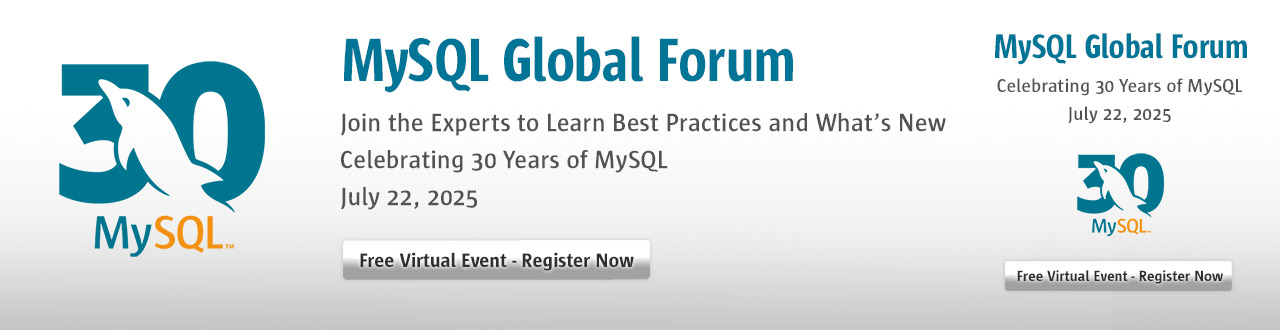 30
MySQL™
MySQL Global Forum
Join the Experts to Learn Best Practices and What's New
Celebrating 30 Years of MySQL
July 22, 2025
Free Virtual Event - Register Now
MySQL Global Forum
Celebrating 30 Years of MySQL
July 22, 2025
30
MySQL™
Free Virtual Event - Register Now